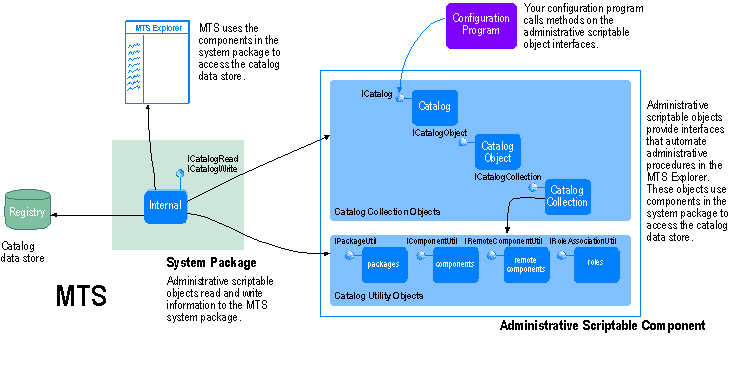 MTS Explorer
MTS uses the
components in the
system package to
access the catalog
data store.
Configuration
Program
Your configuration program
calls methods on the
administrative scriptable
object interfaces.
ICatalog
Catalog
ICatalogObject
Catalog
Object
ICatalogCollection
Catalog
Collection
Catalog Collection Objects
Administrative
scriptable objects
provide interfaces
that automate
administrative
procedures in the
MTS Explorer.
These objects use
components in the
system package to
access the catalog
data store.
ICatalogRead
ICatalogWrite
Internal
Registry
Catalog
data store
System Package
Administrative scriptable
objects read and write
information to the MTS
system package.
MTS
IPackageUtil
IComponentUtil
IRemoteComponentUtil
IRoleAssociationUtil
packages
components
remote
components
roles
Catalog Utility Objects
Administrative Scriptable Component